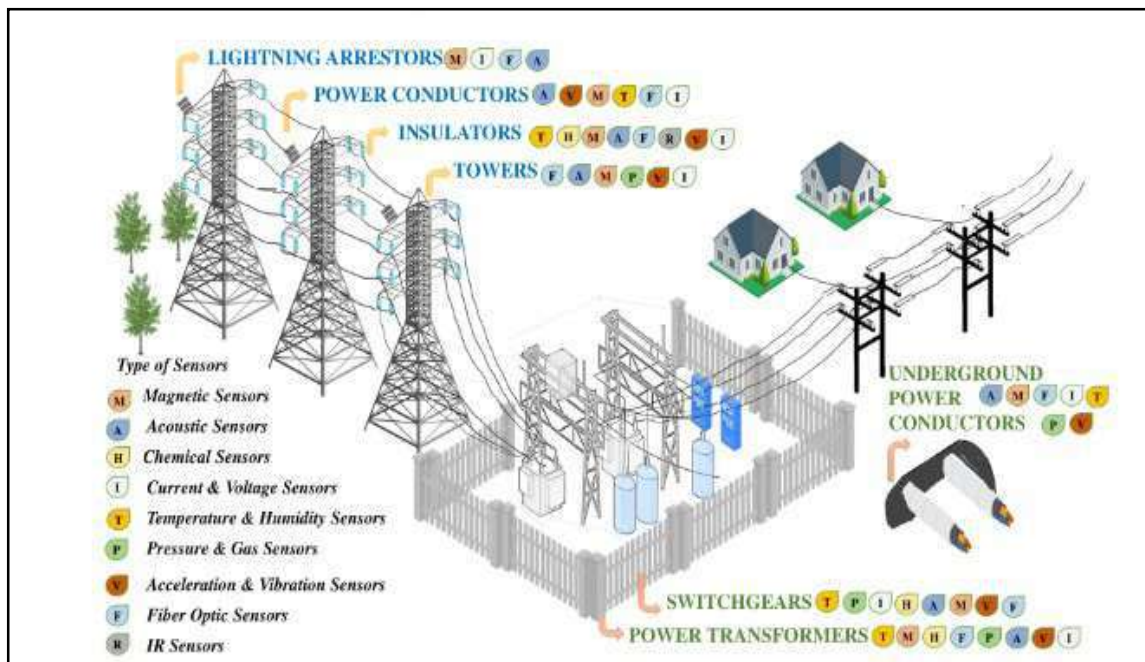 LIGHTNING ARRESTORS M I F A
POWER CONDUCTORS A V M T F I
INSULATORS T H M A F R V I
TOWERS F A M P V I
Type of Sensors
M Magnetic Sensors
A Acoustic Sensors
H Chemical Sensors
I Current & Voltage Sensors
T Temperature & Humidity Sensors
P Pressure & Gas Sensors
V Acceleration & Vibration Sensors
F Fiber Optic Sensors
R IR Sensors
UNDERGROUND
POWER A M F I T
CONDUCTORS P V
SWITCHGEARS T P I H A M V F
POWER TRANSFORMERS T M H F P A V I